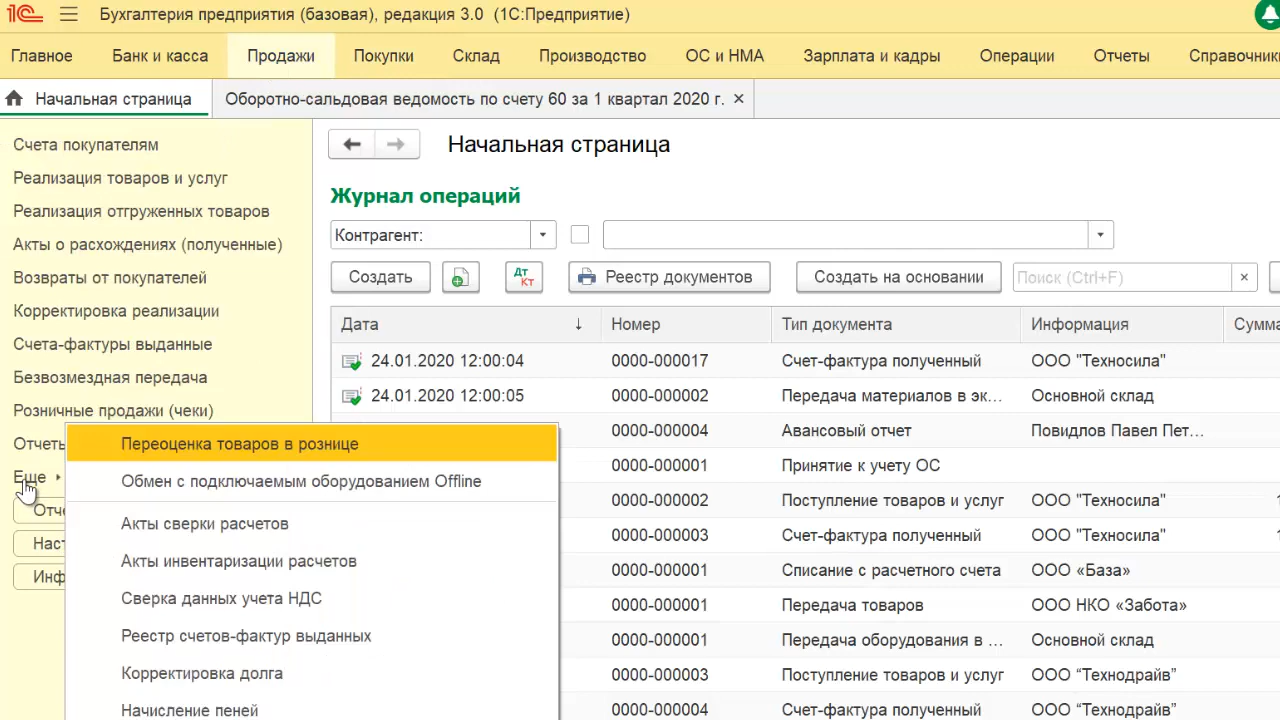 1С Бухгалтерия предприятия (базовая), редакция 3.0 (1С:Предприятие)
Главное Банк и касса Продажи Покупки Склад Производство ОС и НМА Зарплата и кадры Операции Отчеты Справочники
Начальная страница Оборотно-сальдовая ведомость по счету 60 за 1 квартал 2020 г. ×
Счета покупателям
Реализация товаров и услуг
Реализация отгруженных товаров
Акты о расхождениях (полученные)
Возвраты от покупателей
Корректировка реализации
Счета-фактуры выданные
Безвозмездная передача
Розничные продажи (чеки)
Отчеты
Еще
Отче
Наст
Инф
Переоценка товаров в рознице
Обмен с подключаемым оборудованием Offline
Акты сверки расчетов
Акты инвентаризации расчетов
Сверка данных учета НДС
Реестр счетов-фактур выданных
Корректировка долга
Начисление пеней
Начальная страница
Журнал операций
Контрагент:
Создать Дт Кт Реестр документов Создать на основании Поиск (Ctrl+F) ×
Дата ↓ Номер Тип документа Информация Сумма
24.01.2020 12:00:04 0000-000017 Счет-фактура полученный ООО "Техносила"
24.01.2020 12:00:05 0000-000002 Передача материалов в эк... Основной склад
0000-000004 Авансовый отчет Повидлов Павел Пет...
0000-000001 Принятие к учету ОС
0000-000002 Поступление товаров и услуг ООО "Техносила"
0000-000003 Счет-фактура полученный ООО "Техносила"
0000-000001 Списание с расчетного счета ООО «База»
0000-000001 Передача товаров ООО НКО «Забота»
0000-000001 Передача оборудования в ... Основной склад
0000-000003 Поступление товаров и услуг ООО “Технодрайв”
0000-000004 Счет-фактура полученный ООО “Технодрайв”